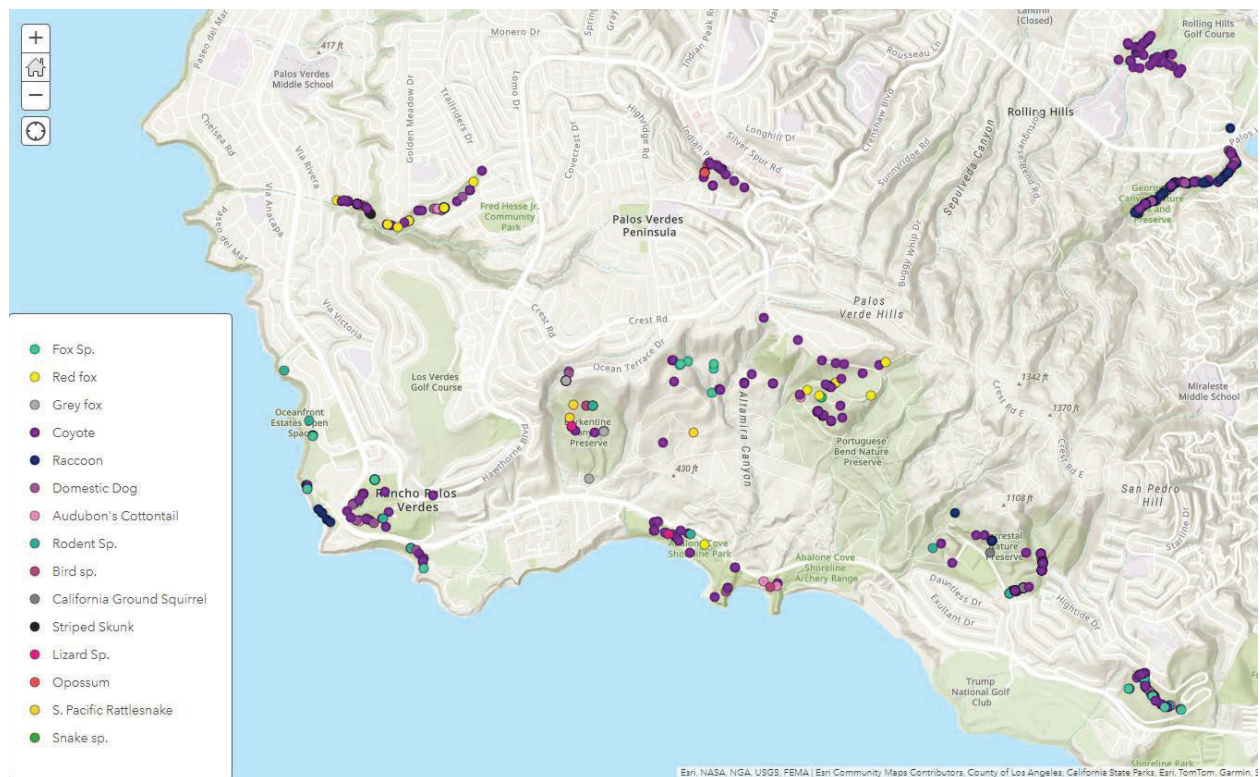 Fox Sp.
Red fox
Grey fox
Coyote
Raccoon
Domestic Dog
Audubon's Cottontail
Rodent Sp.
Bird sp.
California Ground Squirrel
Striped Skunk
Lizard Sp.
Opossum
S. Pacific Rattlesnake
Snake sp.
Paseo del Mar
417 ft
Palos Verdes
Middle School
Monero Dr
Golden Meadow Dr
Trailriders Dr
Lomo Dr
Covecrest Dr
Highridge Rd
Indian Peak Rd
Rousseau Ln
(Closed)
Rolling Hills
Golf Course
Rolling Hills
Longhill Dr
Silver Spur Rd
Crenshaw Blvd
Sunnyridge Rd
Sepulveda Canyon
Chelsea Rd
Via Rivera
Via Anacapa
Paseo del Mar
Fred Hesse Jr.
Community
Park
Palos Verdes
Peninsula
Buggy Whip Dr
Via Victoria
Crest Rd
Crest Rd
Ocean Terrace Dr
Palos
Verde Hills
Los Verdes
Golf Course
Oceanfront
Estates Open
Hawthorne Blvd
Preserve
Altamira Canyon
Portuguese
Bend Nature
Preserve
430 ft
1342 ft
1370 ft
Crest Rd E
Crest Rd E
Miraleste
Middle School
San Pedro
Hill
Stanline Dr
1108 ft
Verdes
Shoreline Park
Abalone Cove
Shoreline
Archery Range
Preserve
Dauntless Dr
Exultant Dr
Hightide Dr
Trump
National Golf
Club
Shoreline Park
Esri, NASA, NGA, USGS, FEMA | Esri Community Maps Contributors, County of Los Angeles, California State Parks, Esri, TomTom, Garmin,